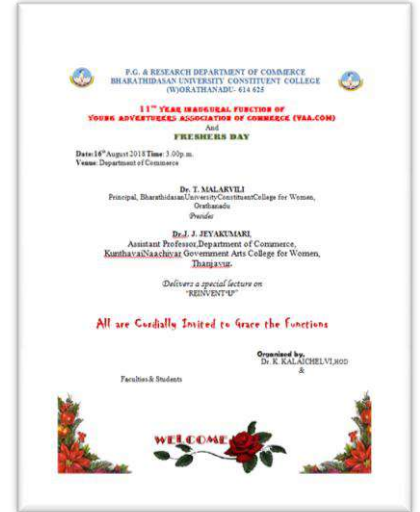 P.G. & RESEARCH DEPARTMENT OF COMMERCE
BHARATHIDASAN UNIVERSITY CONSTITUENT COLLEGE
(W)ORATHANADU- 614 625
11TH YEAR INAUGURAL FUNCTION OF
YOUNG ADVENTURERS ASSOCIATION OF COMMERCE (YAA.COM)
And
FRESHERS DAY
Date:16th August 2018 Time: 3.00p.m.
Venue: Department of Commerce
Dr. T. MALARVILI
Principal, BharathidasanUniversityConstituentCollege for Women,
Orathanadu
Presides
Dr.J. J. JEYAKUMARI,
Assistant Professor,Department of Commerce,
KunthavaiNaachiyar Government Arts College for Women,
Thanjavur.
Delivers a special lecture on
"REINVENT‘U’"
All are Cordially Invited to Grace the Functions
Organized by,
Dr. K. KALAICHELVI,HOD
&
Faculties & Students
WELCOME